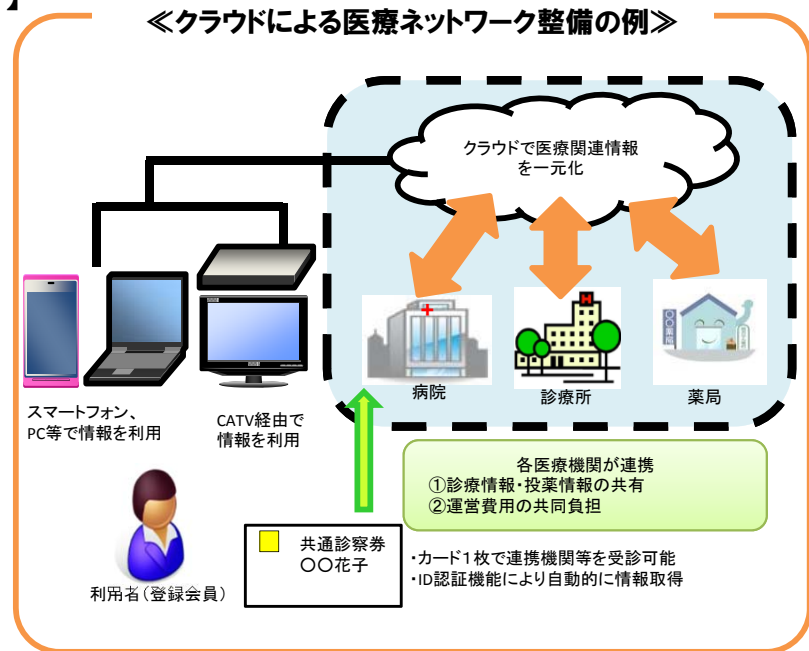 】
≪クラウドによる医療ネットワーク整備の例≫
クラウドで医療関連情報
を一元化
病院
診療所
〇〇薬局
薬局
スマートフォン、
PC等で情報を利用
CATV経由で
情報を利用
各医療機関が連携
①診療情報・投薬情報の共有
②運営費用の共同負担
共通診察券
〇〇花子
・カード1枚で連携機関等を受診可能
・ID認証機能により自動的に情報取得
利用者(登録会員)